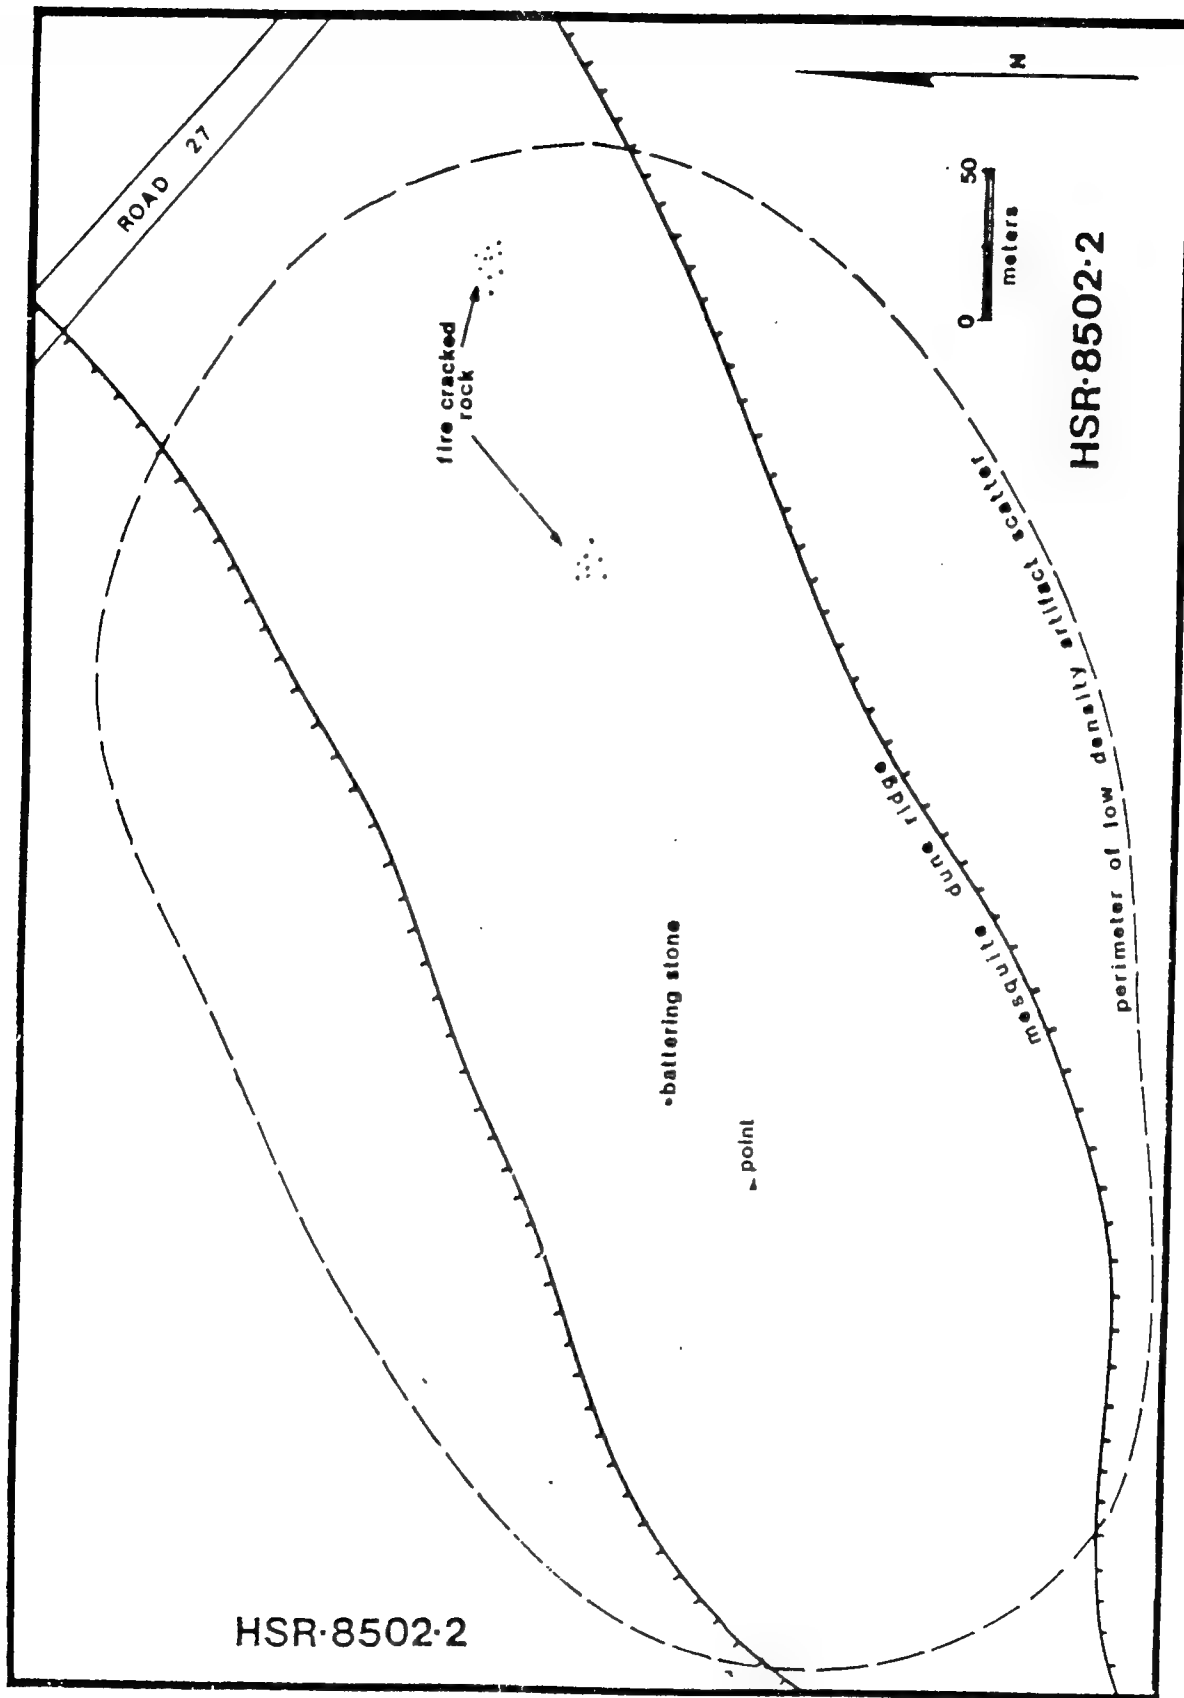 ROAD 27
N
fire cracked
rock
0 50
meters
HSR·8502·2
perimeter of low density artifact scatter
mesquite dune ridge
battering stone
point
HSR·8502·2